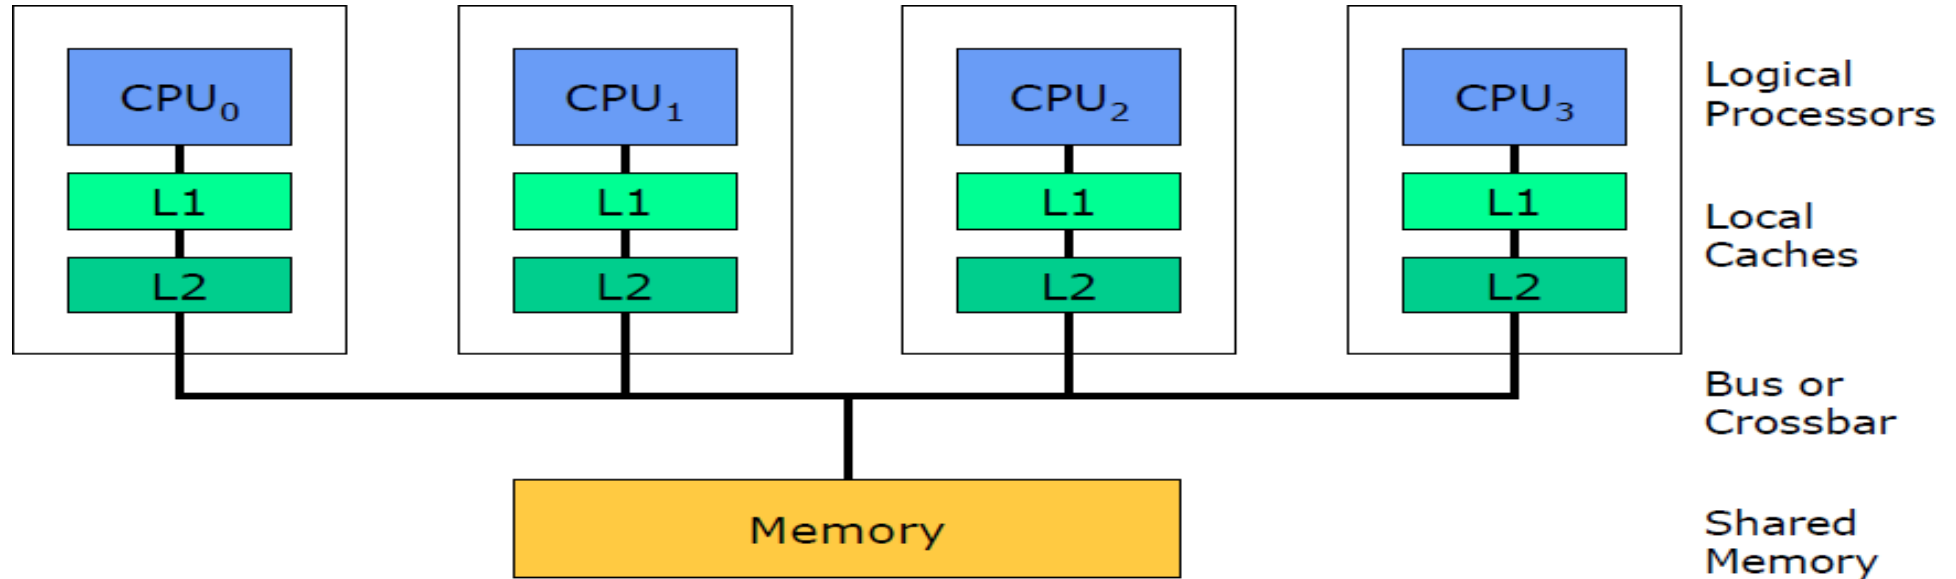 CPU₀ CPU₁ CPU₂ CPU₃ Logical
Processors
L1 L1 L1 L1 Local
Caches
L2 L2 L2 L2
Bus or
Crossbar
Memory Shared
Memory